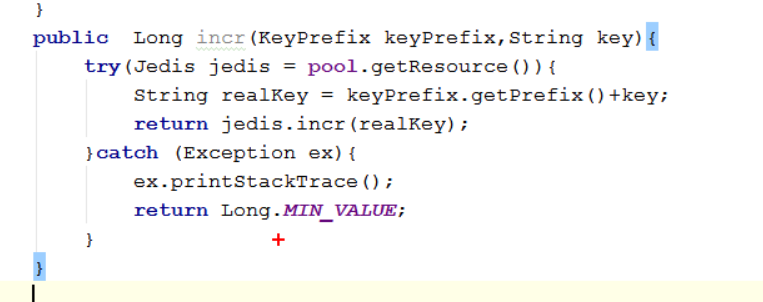 }
public  Long incr(KeyPrefix keyPrefix,String key){
try(Jedis jedis = pool.getResource()){
String realKey = keyPrefix.getPrefix()+key;
return jedis.incr(realKey);
}catch (Exception ex){
ex.printStackTrace();
return Long.MIN_VALUE;
}
}